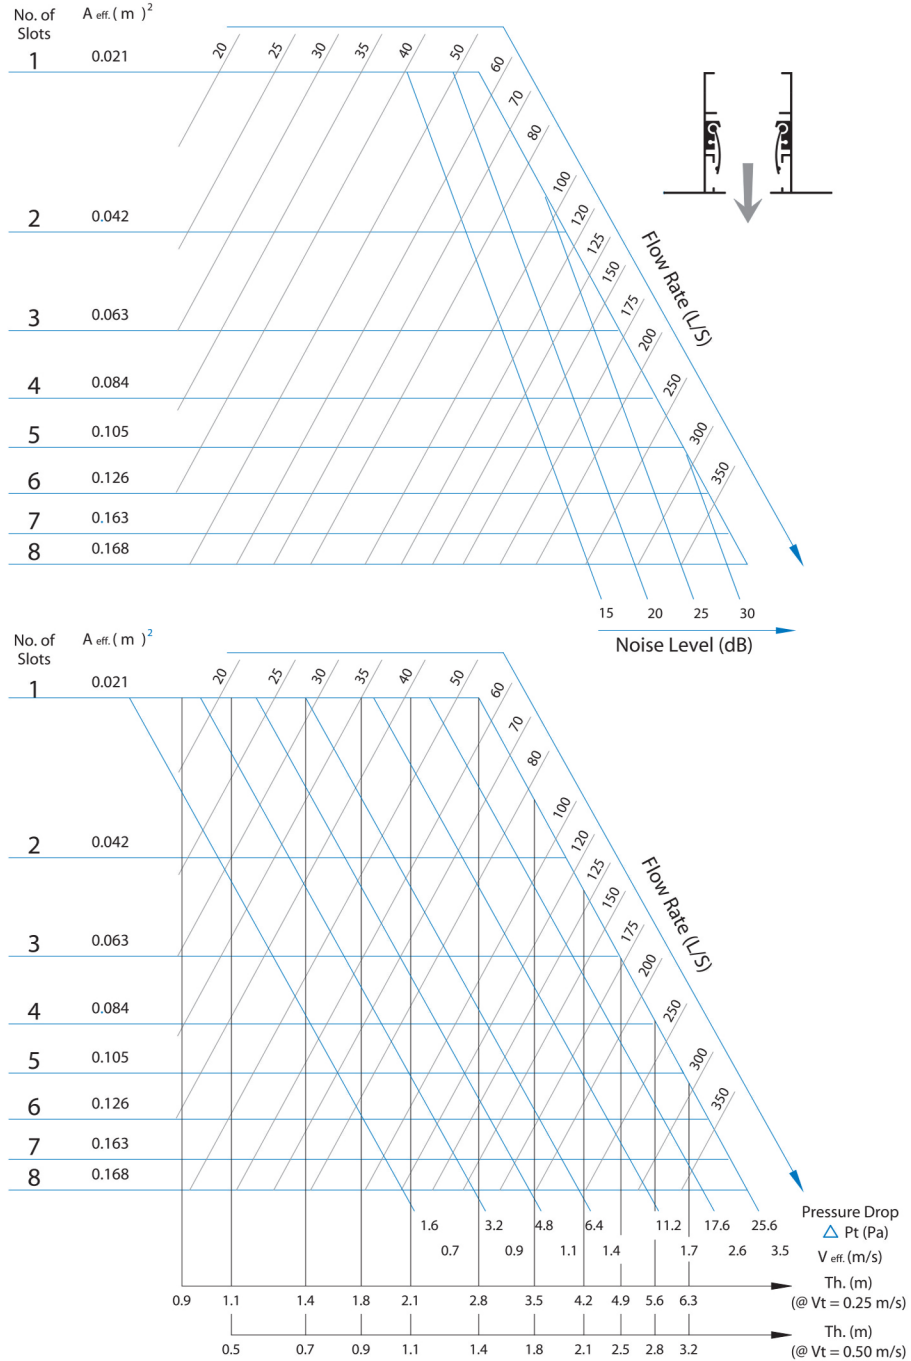 No. of
Slots
A eff. ( m )2
20
25
30
35
40
50
60
70
80
100
120
125
150
175
200
250
300
350
Flow Rate (L/S)
1 0.021
2 0.042
3 0.063
4 0.084
5 0.105
6 0.126
7 0.163
8 0.168
15 20 25 30
Noise Level (dB)
No. of
Slots
A eff. ( m )2
20
25
30
35
40
50
60
70
80
100
120
125
150
175
200
250
300
350
Flow Rate (L/S)
1 0.021
2 0.042
3 0.063
4 0.084
5 0.105
6 0.126
7 0.163
8 0.168
1.6 3.2 4.8 6.4 11.2 17.6 25.6
Pressure Drop
△ Pt (Pa)
0.7 0.9 1.1 1.4 1.7 2.6 3.5
V eff. (m/s)
0.9 1.1 1.4 1.8 2.1 2.8 3.5 4.2 4.9 5.6 6.3
Th. (m)
(@ Vt = 0.25 m/s)
0.5 0.7 0.9 1.1 1.4 1.8 2.1 2.5 2.8 3.2
Th. (m)
(@ Vt = 0.50 m/s)